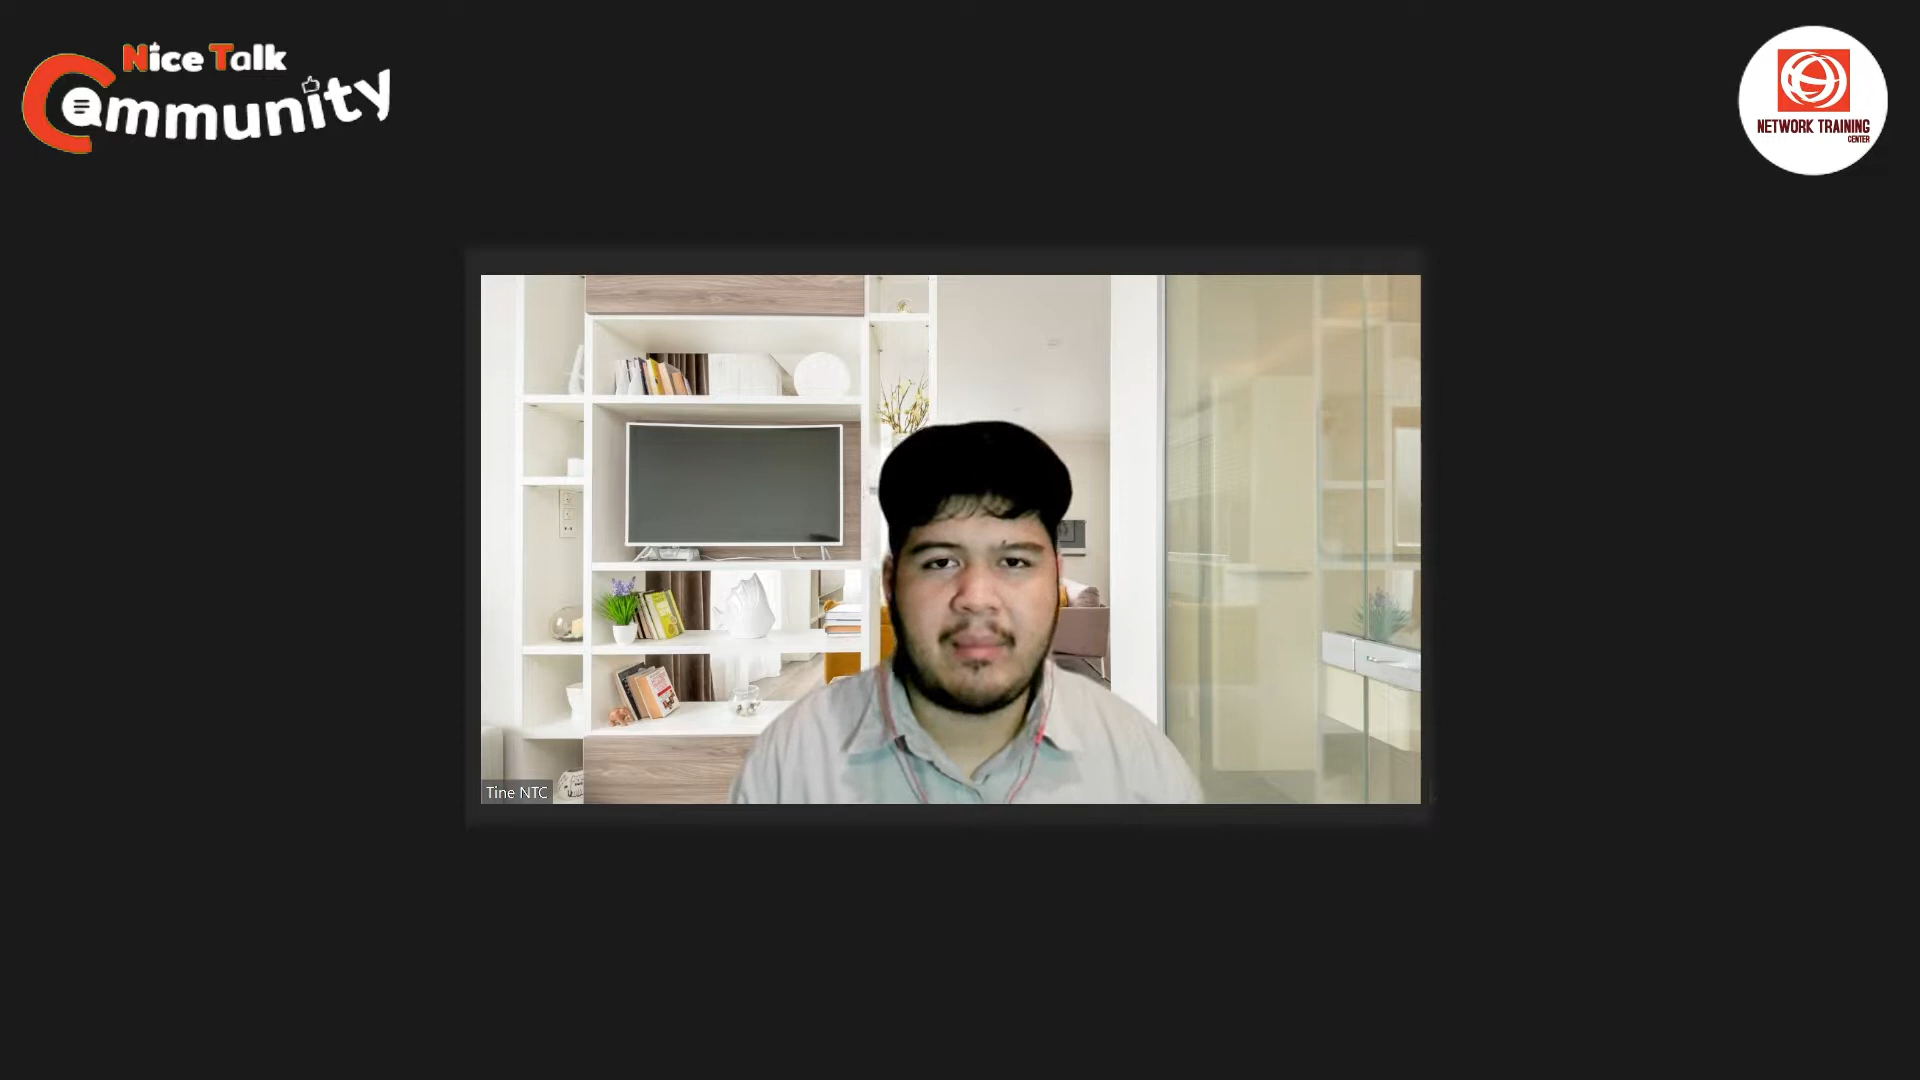 Nice Talk
Community
NETWORK TRAINING
CENTER
Tine NTC